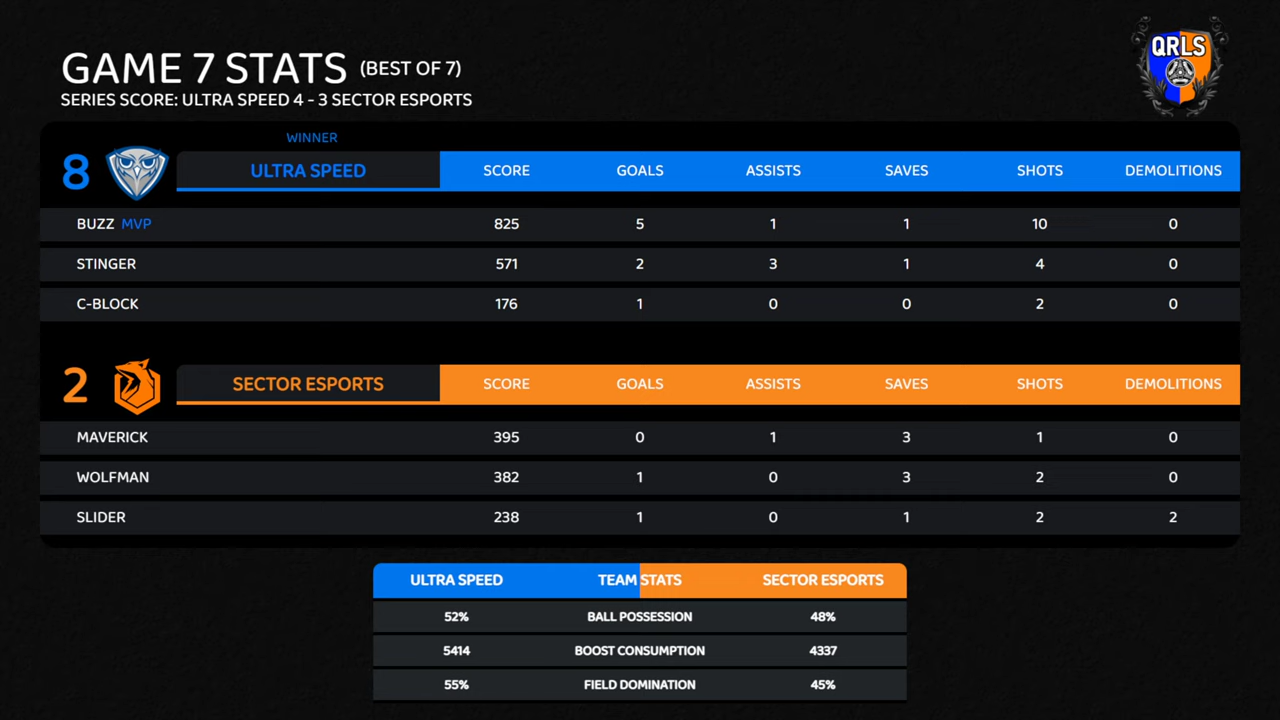 GAME 7 STATS (BEST OF 7)
SERIES SCORE: ULTRA SPEED 4 - 3 SECTOR ESPORTS
QRLS
WINNER
8 ULTRA SPEED SCORE GOALS ASSISTS SAVES SHOTS DEMOLITIONS
BUZZ MVP 825 5 1 1 10 0
STINGER 571 2 3 1 4 0
C-BLOCK 176 1 0 0 2 0
2 SECTOR ESPORTS SCORE GOALS ASSISTS SAVES SHOTS DEMOLITIONS
MAVERICK 395 0 1 3 1 0
WOLFMAN 382 1 0 3 2 0
SLIDER 238 1 0 1 2 2
ULTRA SPEED TEAM STATS SECTOR ESPORTS
52% BALL POSSESSION 48%
5414 BOOST CONSUMPTION 4337
55% FIELD DOMINATION 45%